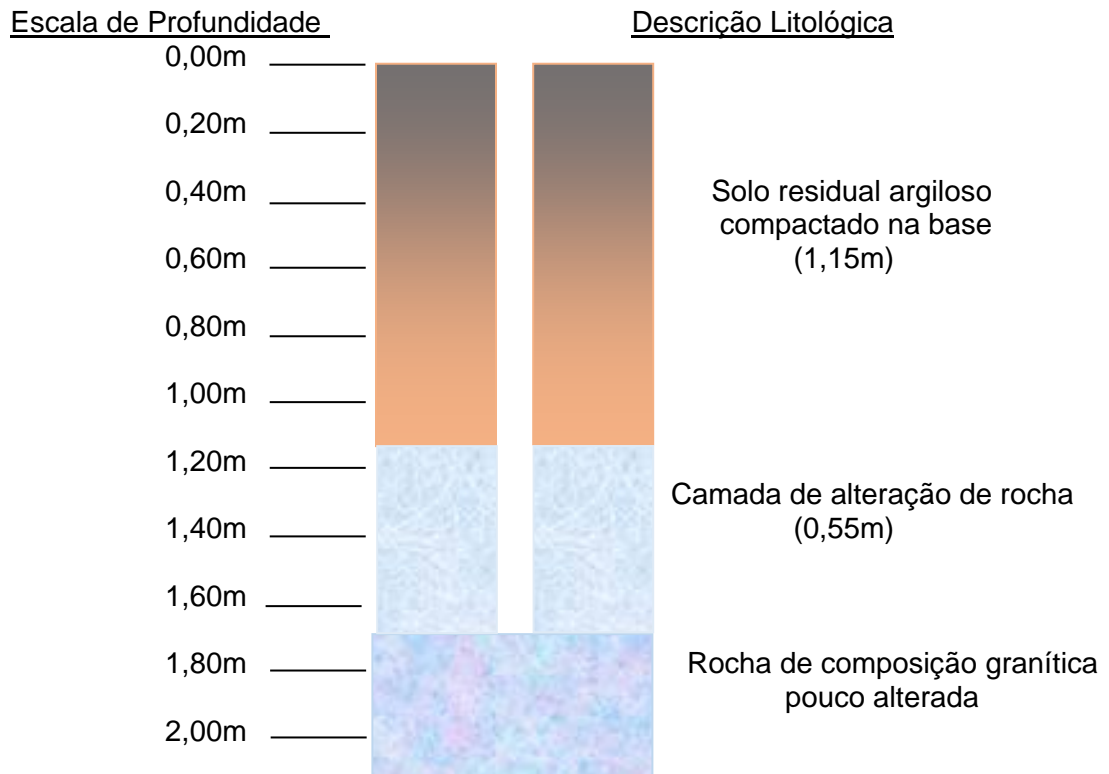 Escala de Profundidade
Descrição Litológica
0,00m
0,20m
0,40m
0,60m
0,80m
1,00m
1,20m
1,40m
1,60m
1,80m
2,00m
Solo residual argiloso
compactado na base
(1,15m)
Camada de alteração de rocha
(0,55m)
Rocha de composição granítica
pouco alterada